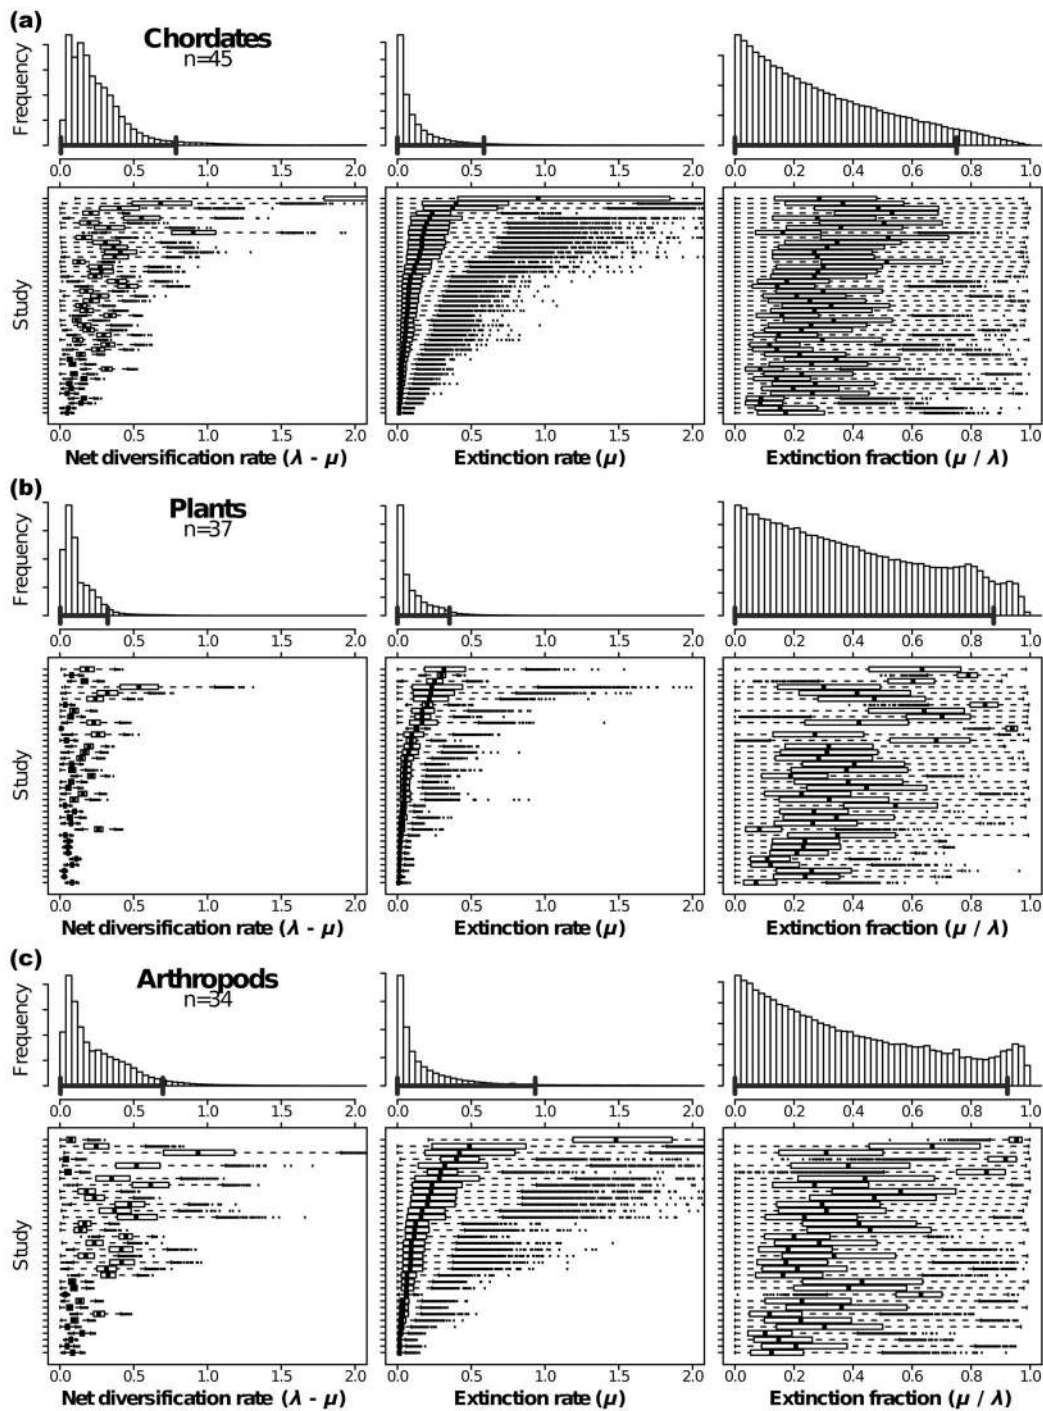 (a)
Chordates
n=45
Frequency
0.0 0.5 1.0 1.5 2.0
0.0 0.5 1.0 1.5 2.0
0.0 0.2 0.4 0.6 0.8 1.0
Study
0.0 0.5 1.0 1.5 2.0
0.0 0.5 1.0 1.5 2.0
0.0 0.2 0.4 0.6 0.8 1.0
Net diversification rate (λ - μ)
Extinction rate (μ)
Extinction fraction (μ / λ)
(b)
Plants
n=37
Frequency
0.0 0.5 1.0 1.5 2.0
0.0 0.5 1.0 1.5 2.0
0.0 0.2 0.4 0.6 0.8 1.0
Study
0.0 0.5 1.0 1.5 2.0
0.0 0.5 1.0 1.5 2.0
0.0 0.2 0.4 0.6 0.8 1.0
Net diversification rate (λ - μ)
Extinction rate (μ)
Extinction fraction (μ / λ)
(c)
Arthropods
n=34
Frequency
0.0 0.5 1.0 1.5 2.0
0.0 0.5 1.0 1.5 2.0
0.0 0.2 0.4 0.6 0.8 1.0
Study
0.0 0.5 1.0 1.5 2.0
0.0 0.5 1.0 1.5 2.0
0.0 0.2 0.4 0.6 0.8 1.0
Net diversification rate (λ - μ)
Extinction rate (μ)
Extinction fraction (μ / λ)